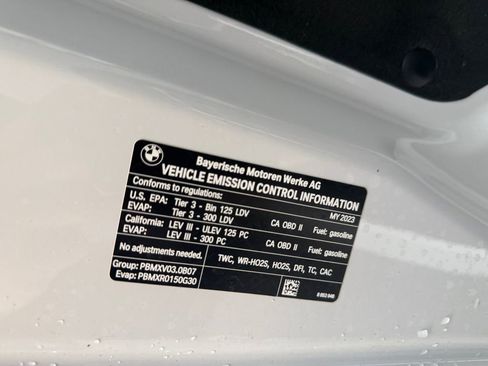 BMW
Bayerische Motoren Werke AG
VEHICLE EMISSION CONTROL INFORMATION
Conforms to regulations: MY 2023
U.S. EPA: Tier 3 - Bin 125 LDV CA OBD II Fuel: gasoline
EVAP: Tier 3 - 300 LDV
California: LEV III - ULEV 125 PC CA OBD II Fuel: gasoline
EVAP: LEV III - 300 PC
No adjustments needed.
TWC, WR-HO2S, HO2S, DFI, TC, CAC
Group: PBMXV03.0B07
Evap: PBMXR0150G30